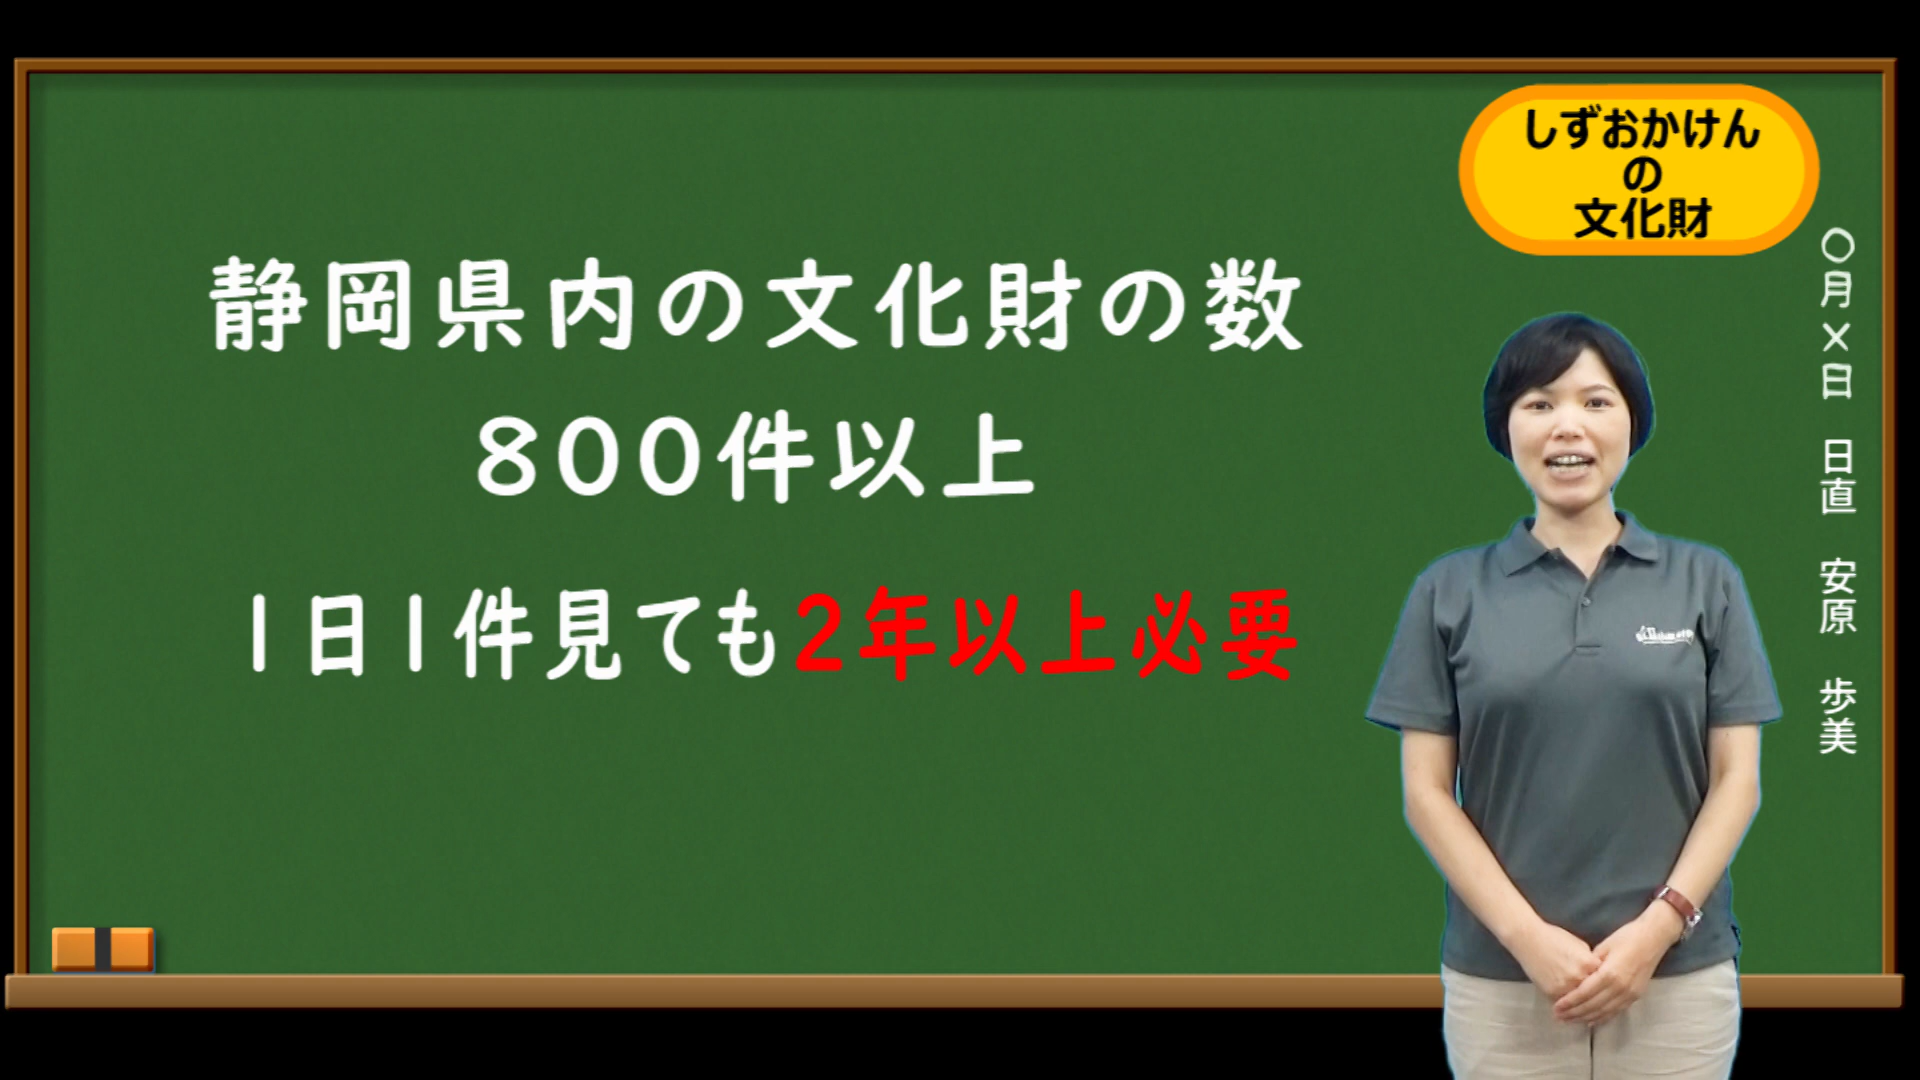 しずおかけん
の
文化財
静岡県内の文化財の数
800件以上
1日1件見ても2年以上必要
〇月×日 日直 安原 歩美